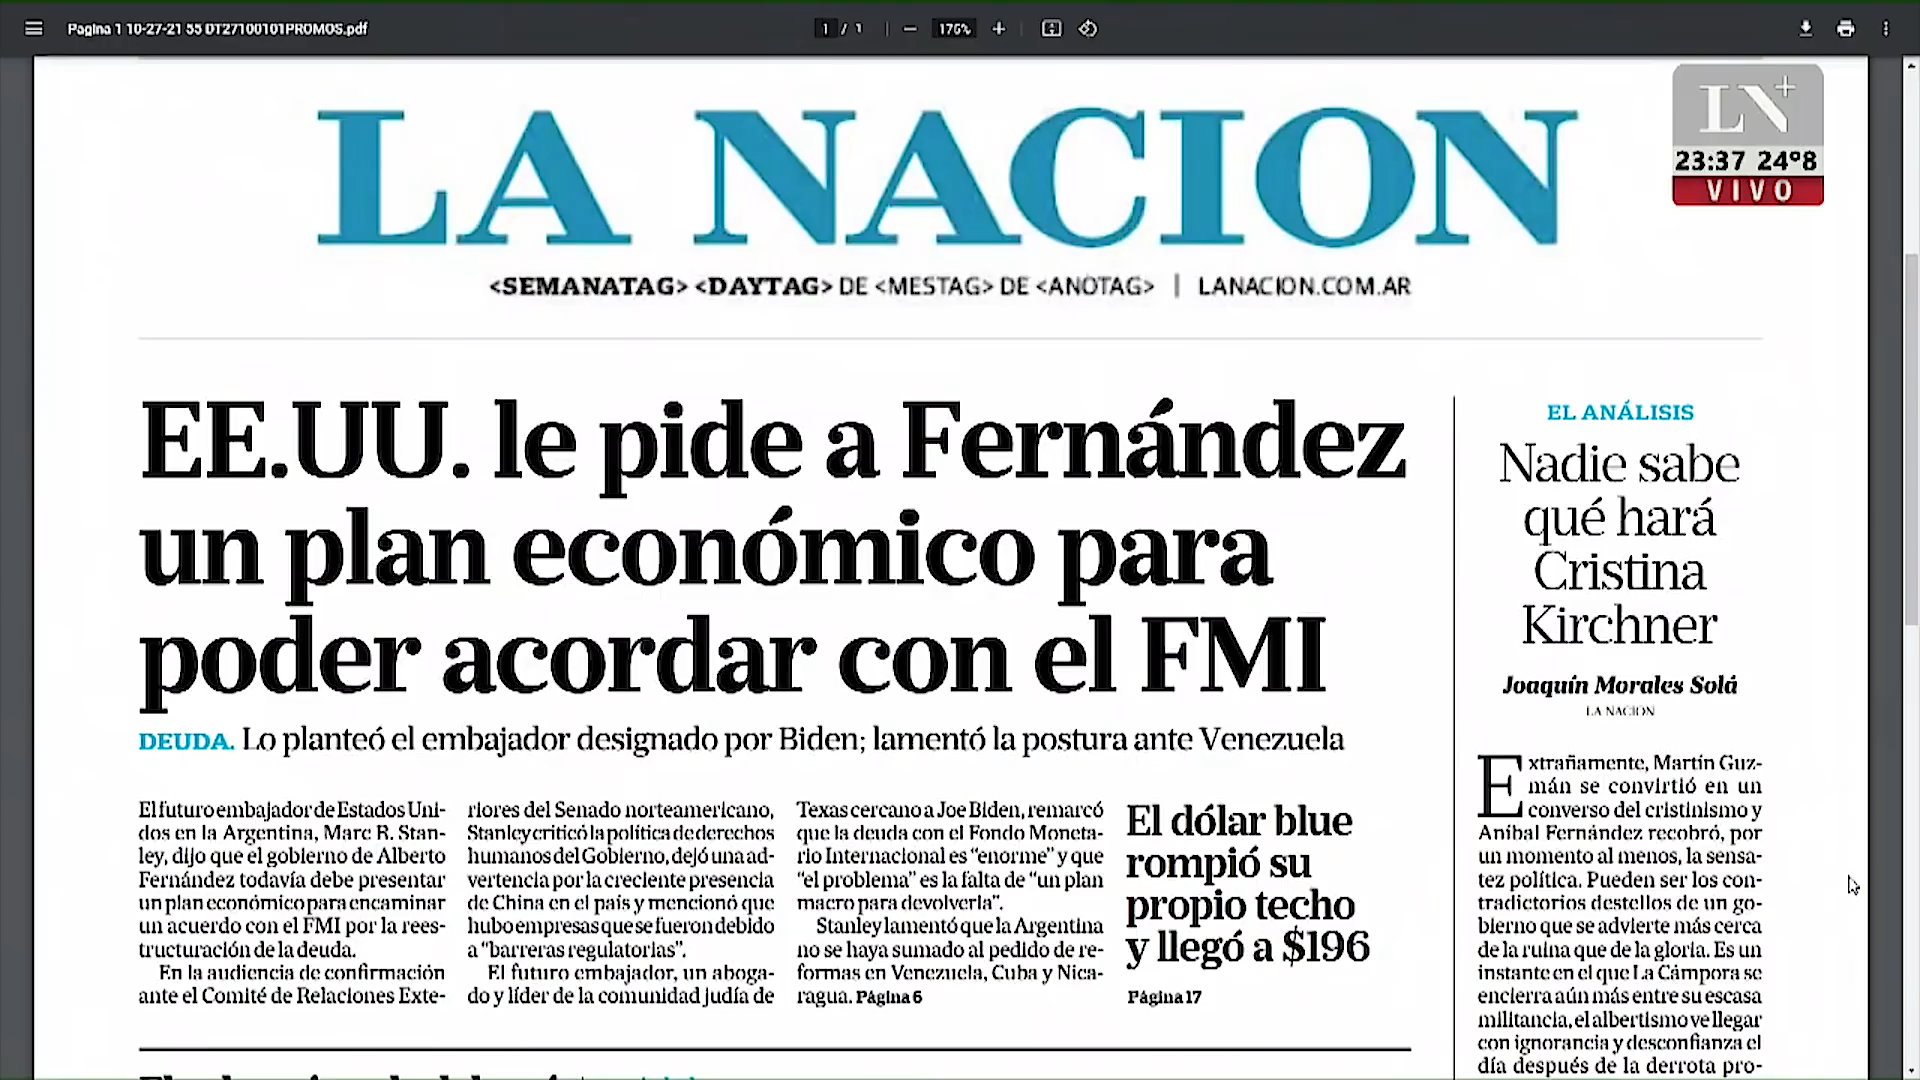 Pagina 1 10-27-21 55 DT27100101PROMOS.pdf
1 / 1
176%
LN+
23:37 24º8
VIVO
LA NACION
<SEMANATAG> <DAYTAG> DE <MESTAG> DE <ANOTAG> | LANACION.COM.AR
EE.UU. le pide a Fernández
un plan económico para
poder acordar con el FMI
DEUDA. Lo planteó el embajador designado por Biden; lamentó la postura ante Venezuela
El futuro embajador de Estados Uni-
dos en la Argentina, Marc R. Stan-
ley, dijo que el gobierno de Alberto
Fernández todavía debe presentar
un plan económico para encaminar
un acuerdo con el FMI por la rees-
tructuración de la deuda.
En la audiencia de confirmación
ante el Comité de Relaciones Exte-
riores del Senado norteamericano,
Stanley criticó la política de derechos
humanos del Gobierno, dejó una ad-
vertencia por la creciente presencia
de China en el país y mencionó que
hubo empresas que se fueron debido
a “barreras regulatorias”.
El futuro embajador, un aboga-
do y líder de la comunidad judía de
Texas cercano a Joe Biden, remarcó
que la deuda con el Fondo Moneta-
rio Internacional es “enorme” y que
“el problema” es la falta de “un plan
macro para devolverla”.
Stanley lamentó que la Argentina
no se haya sumado al pedido de re-
formas en Venezuela, Cuba y Nica-
ragua. Página 6
El dólar blue
rompió su
propio techo
y llegó a $196
Página 17
EL ANÁLISIS
Nadie sabe
qué hará
Cristina
Kirchner
Joaquín Morales Solá
LA NACION
Extrañamente, Martín Guz-
mán se convirtió en un
converso del cristinismo y
Aníbal Fernández recobró, por
un momento al menos, la sensa-
tez política. Pueden ser los con-
tradictorios destellos de un go-
bierno que se advierte más cerca
de la ruina que de la gloria. Es un
instante en el que La Cámpora se
encierra aún más entre su escasa
militancia, el albertismo ve llegar
con ignorancia y desconfianza el
día después de la derrota pro-